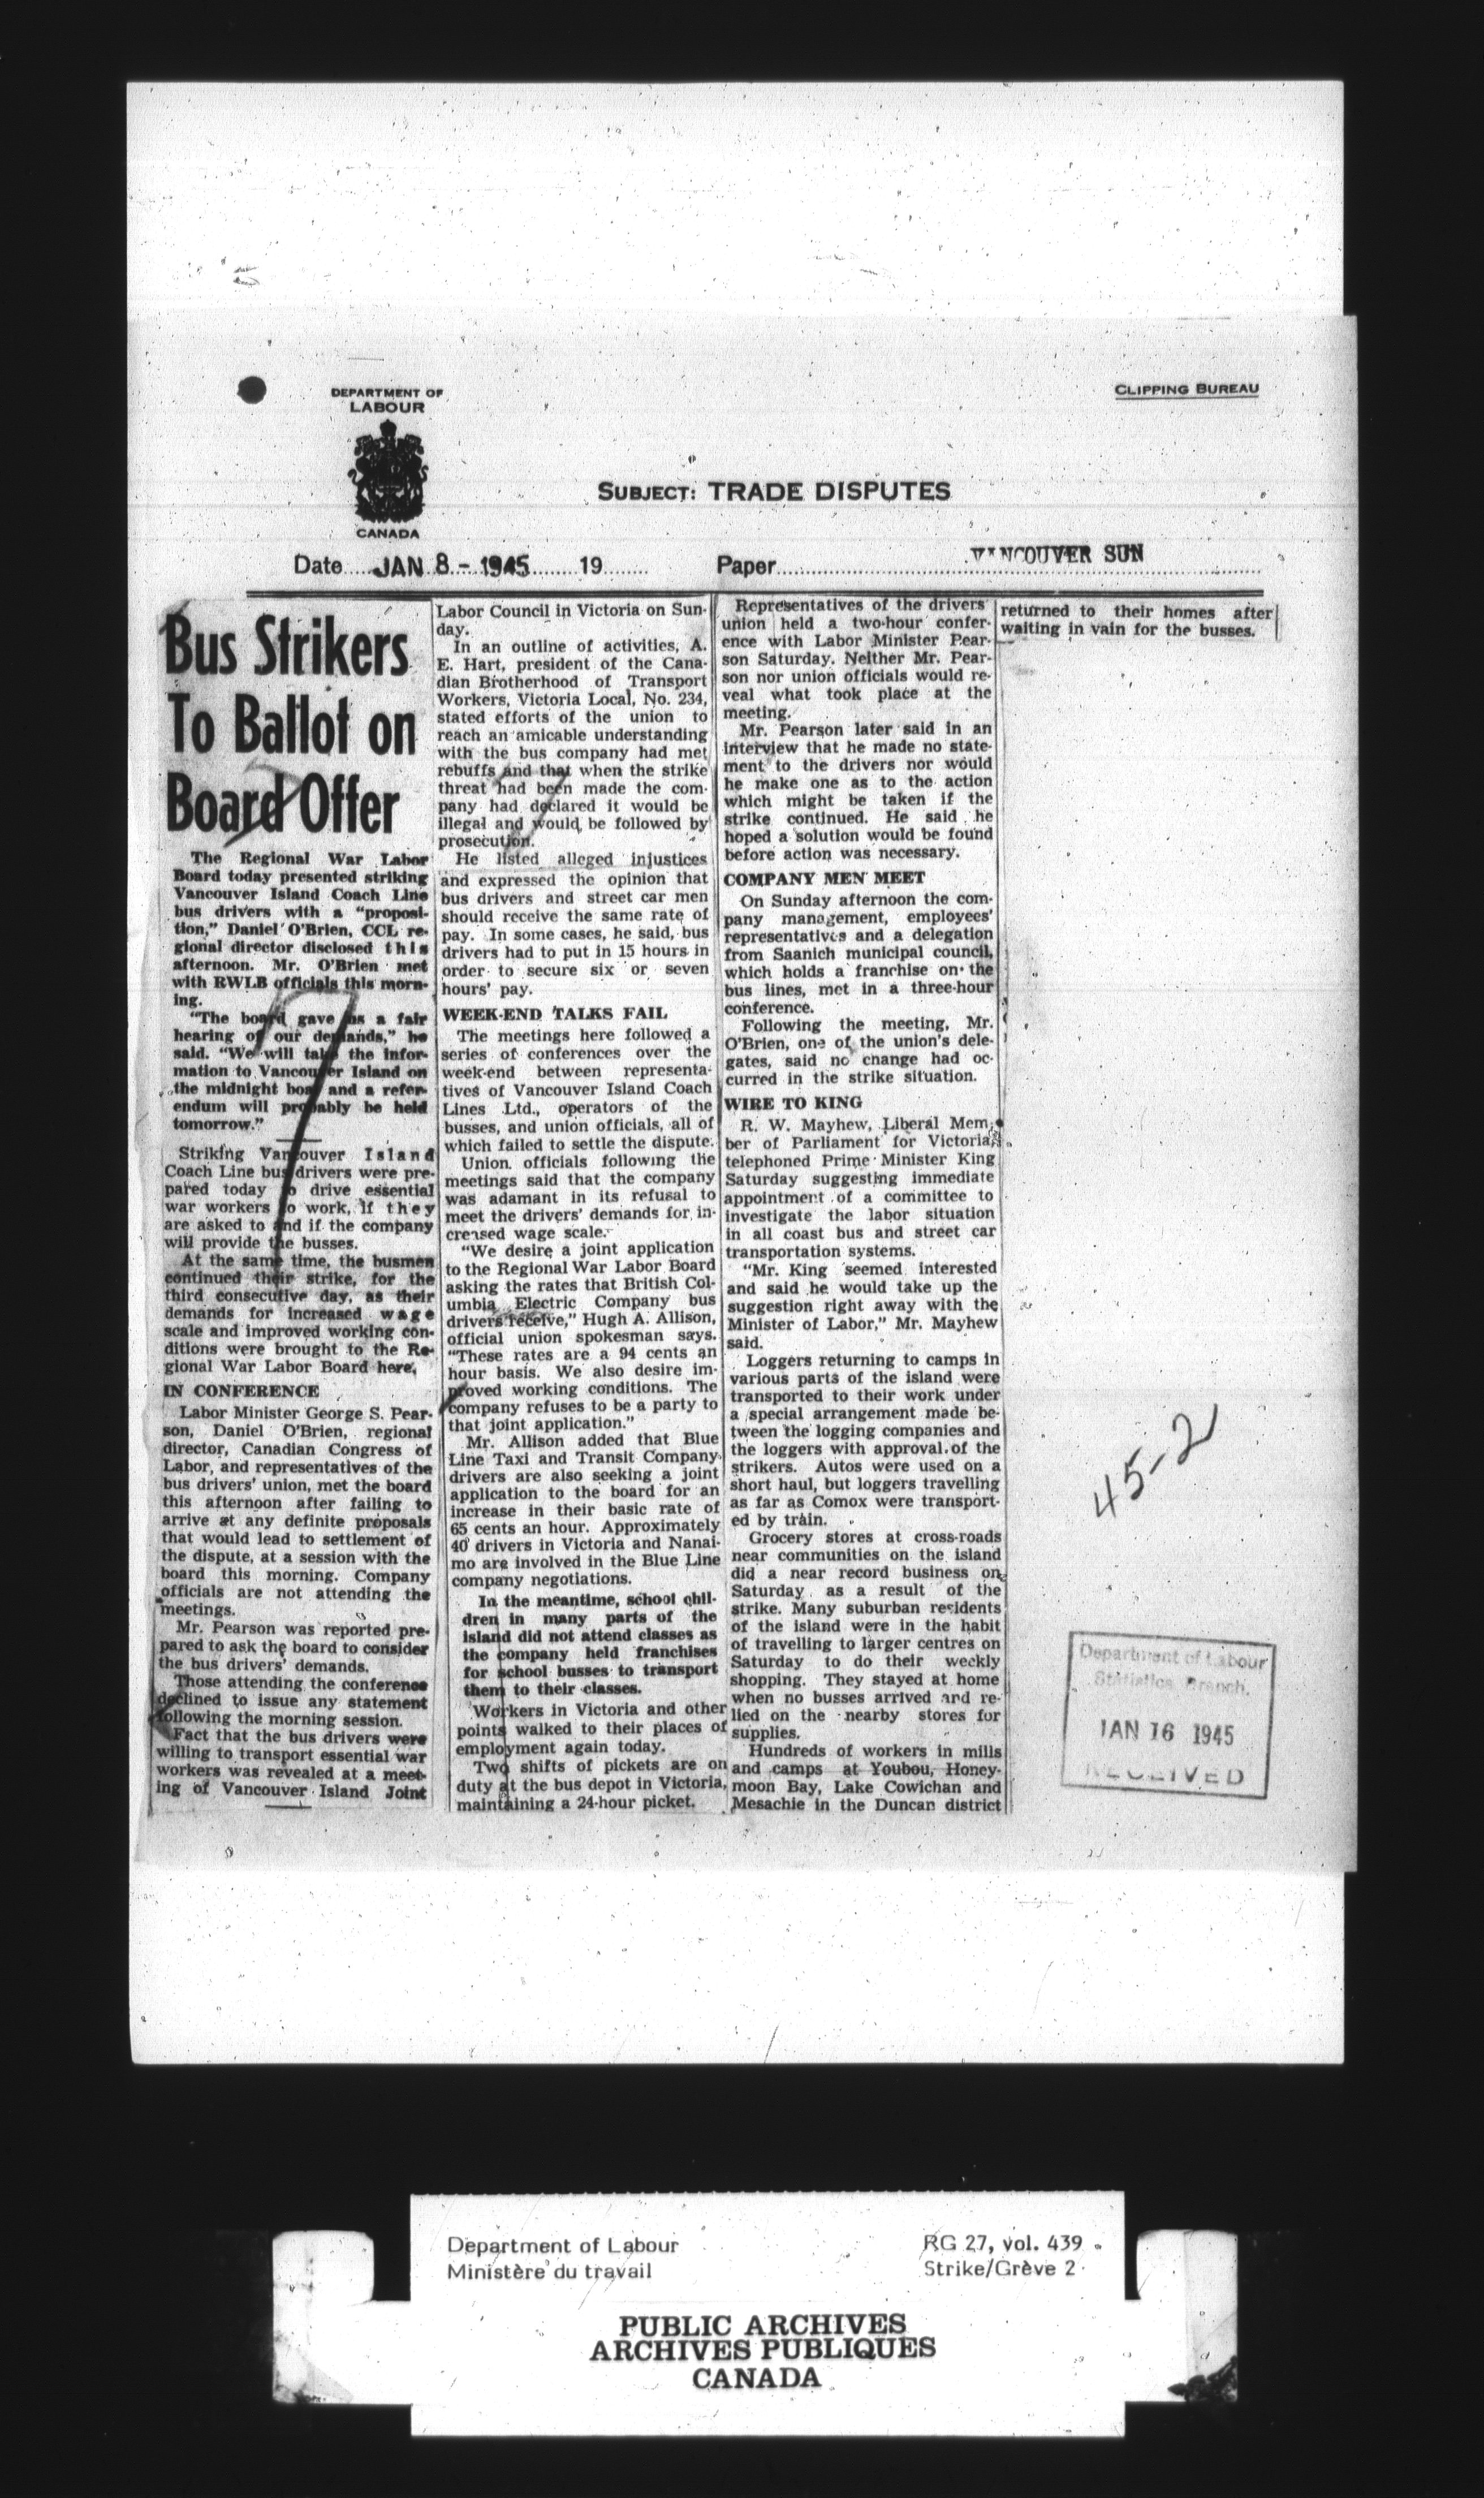 DEPARTMENT OF
LABOUR
CANADA
CLIPPING BUREAU
SUBJECT: TRADE DISPUTES
Date JAN 8 - 1945 19
Paper VANCOUVER SUN
Bus Strikers
To Ballot on
Board Offer
The Regional War Labor
Board today presented striking
Vancouver Island Coach Line
bus drivers with a "proposi-
tion," Daniel O'Brien, CCL re-
gional director disclosed this
afternoon. Mr. O'Brien met
with RWLB officials this morn-
ing.
"The board gave us a fair
hearing of our demands," he
said. "We will take the infor-
mation to Vancouver Island on
the midnight boat and a refer-
endum will probably be held
tomorrow."
Striking Vancouver Island
Coach Line bus drivers were pre-
pared today to drive essential
war workers to work, if they
are asked to and if the company
will provide the busses.
At the same time, the busmen
continued their strike, for the
third consecutive day, as their
demands for increased wage
scale and improved working con-
ditions were brought to the Re-
gional War Labor Board here.
IN CONFERENCE
Labor Minister George S. Pear-
son, Daniel O'Brien, regional
director, Canadian Congress of
Labor, and representatives of the
bus drivers' union, met the board
this afternoon after failing to
arrive at any definite proposals
that would lead to settlement of
the dispute, at a session with the
board this morning. Company
officials are not attending the
meetings.
Mr. Pearson was reported pre-
pared to ask the board to consider
the bus drivers' demands.
Those attending the conference
declined to issue any statement
following the morning session.
Fact that the bus drivers were
willing to transport essential war
workers was revealed at a meet-
ing of Vancouver Island Joint
Labor Council in Victoria on Sun-
day.
In an outline of activities, A.
E. Hart, president of the Cana-
dian Brotherhood of Transport
Workers, Victoria Local, No. 234,
stated efforts of the union to
reach an amicable understanding
with the bus company had met
rebuffs and that when the strike
threat had been made the com-
pany had declared it would be
illegal and would be followed by
prosecution.
He listed alleged injustices
and expressed the opinion that
bus drivers and street car men
should receive the same rate of
pay. In some cases, he said, bus
drivers had to put in 15 hours in
order to secure six or seven
hours' pay.
WEEK-END TALKS FAIL
The meetings here followed a
series of conferences over the
week-end between representa-
tives of Vancouver Island Coach
Lines Ltd., operators of the
busses, and union officials, all of
which failed to settle the dispute.
Union officials following the
meetings said that the company
was adamant in its refusal to
meet the drivers' demands for in-
creased wage scale.
"We desire a joint application
to the Regional War Labor Board
asking the rates that British Col-
umbia Electric Company bus
drivers receive," Hugh A. Allison,
official union spokesman says.
"These rates are a 94 cents an
hour basis. We also desire im-
proved working conditions. The
company refuses to be a party to
that joint application."
Mr. Allison added that Blue
Line Taxi and Transit Company
drivers are also seeking a joint
application to the board for an
increase in their basic rate of
65 cents an hour. Approximately
40 drivers in Victoria and Nanai-
mo are involved in the Blue Line
company negotiations.
In the meantime, school chil-
dren in many parts of the
island did not attend classes as
the company held franchises
for school busses to transport
them to their classes.
Workers in Victoria and other
points walked to their places of
employment again today.
Two shifts of pickets are on
duty at the bus depot in Victoria,
maintaining a 24-hour picket.
Representatives of the drivers'
union held a two-hour confer-
ence with Labor Minister Pear-
son Saturday. Neither Mr. Pear-
son nor union officials would re-
veal what took place at the
meeting.
Mr. Pearson later said in an
interview that he made no state-
ment to the drivers nor would
he make one as to the action
which might be taken if the
strike continued. He said he
hoped a solution would be found
before action was necessary.
COMPANY MEN MEET
On Sunday afternoon the com-
pany management, employees'
representatives and a delegation
from Saanich municipal council,
which holds a franchise on the
bus lines, met in a three-hour
conference.
Following the meeting, Mr.
O'Brien, one of the union's dele-
gates, said no change had oc-
curred in the strike situation.
WIRE TO KING
R. W. Mayhew, Liberal Mem-
ber of Parliament for Victoria,
telephoned Prime Minister King
Saturday suggesting immediate
appointment of a committee to
investigate the labor situation
in all coast bus and street car
transportation systems.
"Mr. King seemed interested
and said he would take up the
suggestion right away with the
Minister of Labor," Mr. Mayhew
said.
Loggers returning to camps in
various parts of the island were
transported to their work under
a special arrangement made be-
tween the logging companies and
the loggers with approval of the
strikers. Autos were used on a
short haul, but loggers travelling
as far as Comox were transport-
ed by train.
Grocery stores at cross-roads
near communities on the island
did a near record business on
Saturday as a result of the
strike. Many suburban residents
of the island were in the habit
of travelling to larger centres on
Saturday to do their weekly
shopping. They stayed at home
when no busses arrived and re-
lied on the nearby stores for
supplies.
Hundreds of workers in mills
and camps at Youbou, Honey-
moon Bay, Lake Cowichan and
Mesachie in the Duncan district
returned to their homes after
waiting in vain for the busses.
45-2
Department of Labour
Statistics Branch.
JAN 16 1945
RECEIVED
Department of Labour
Ministère du travail
RG 27, vol. 439
Strike/Grève 2
PUBLIC ARCHIVES
ARCHIVES PUBLIQUES
CANADA